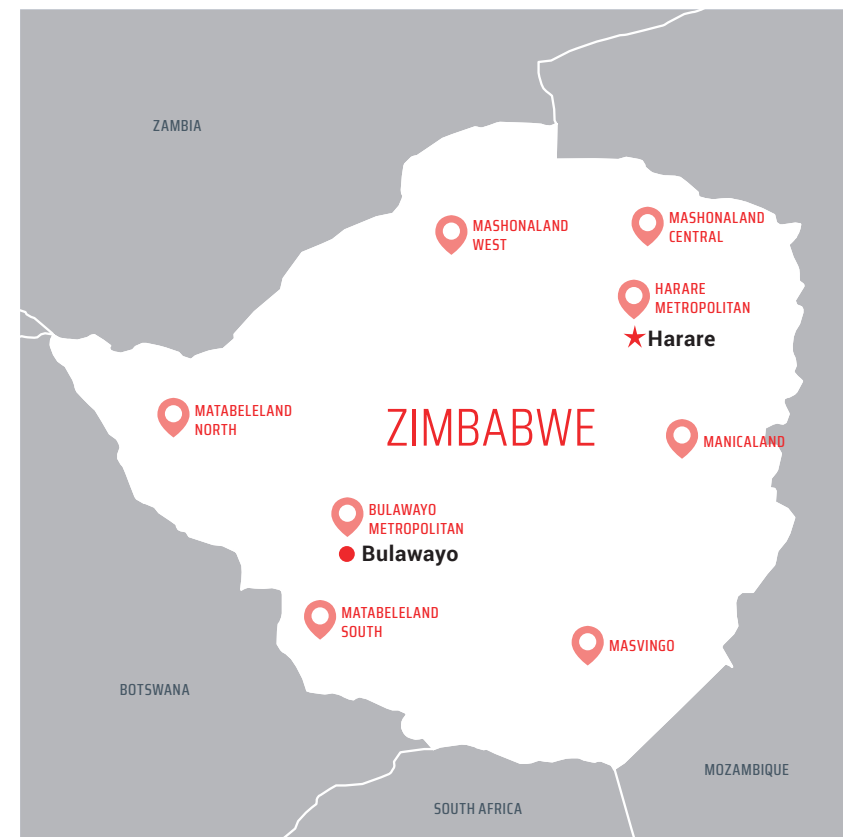 ZAMBIA
MASHONALAND
WEST
MASHONALAND
CENTRAL
HARARE
METROPOLITAN
Harare
MATABELELAND
NORTH
ZIMBABWE
MANICALAND
BULAWAYO
METROPOLITAN
Bulawayo
MATABELELAND
SOUTH
MASVINGO
BOTSWANA
MOZAMBIQUE
SOUTH AFRICA